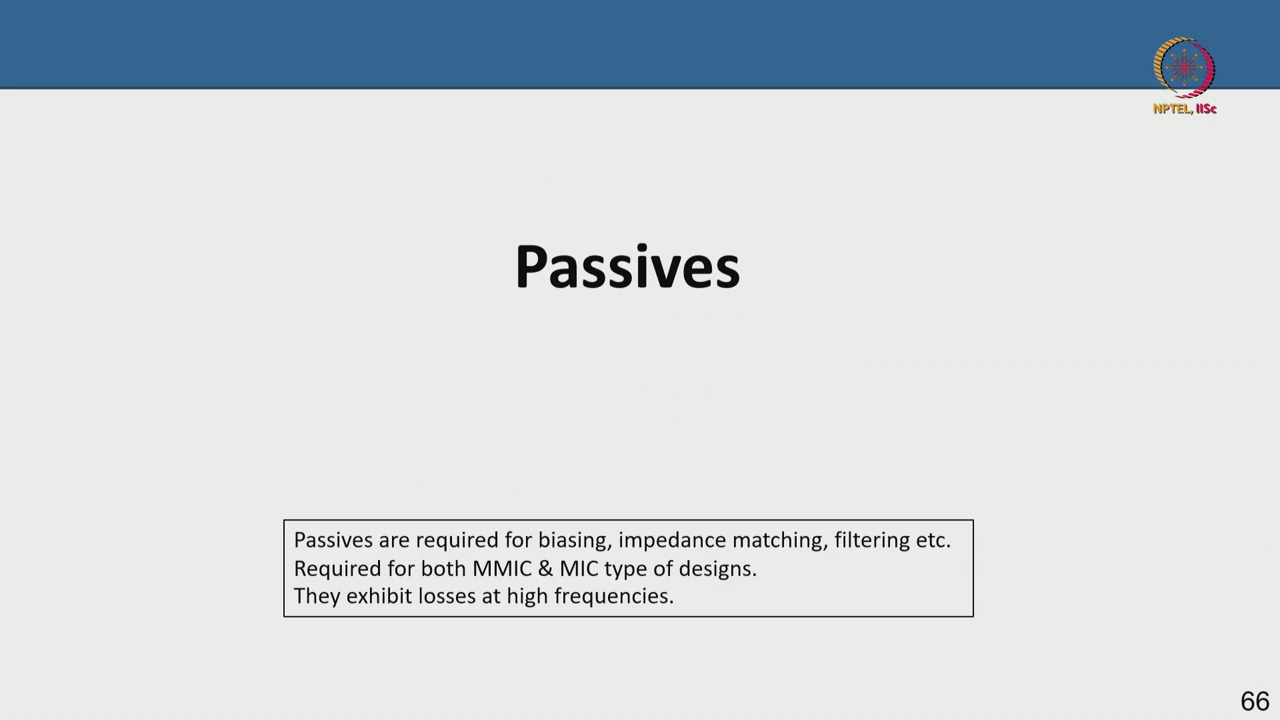 NPTEL, IISc
Passives
Passives are required for biasing, impedance matching, filtering etc.
Required for both MMIC & MIC type of designs.
They exhibit losses at high frequencies.
66